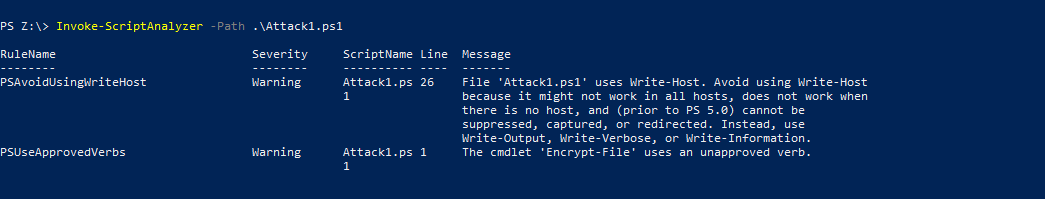 PS Z:\> Invoke-ScriptAnalyzer -Path .\Attack1.ps1
RuleName Severity ScriptName Line Message
-------- -------- ---------- ---- -------
PSAvoidUsingWriteHost Warning Attack1.ps 26 File 'Attack1.ps1' uses Write-Host. Avoid using Write-Host
1 because it might not work in all hosts, does not work when
there is no host, and (prior to PS 5.0) cannot be
suppressed, captured, or redirected. Instead, use
Write-Output, Write-Verbose, or Write-Information.
PSUseApprovedVerbs Warning Attack1.ps 1 The cmdlet 'Encrypt-File' uses an unapproved verb.
1